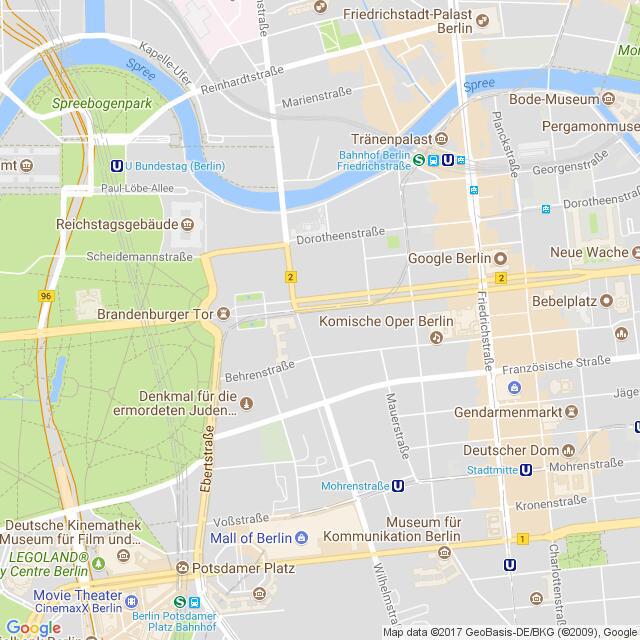 Friedrichstadt-Palast
Berlin
Kapelle-Ufer
Spree
Reinhardtstraße
Spree
Marienstraße
Bode-Museum
Spreebogenpark
Tränenpalast
Planckstraße
Pergamonmuse
Bahnhof Berlin
Friedrichstraße
S
U
U Bundestag (Berlin)
Georgenstraße
mt
Paul-Löbe-Allee
Dorotheenstraße
Reichstagsgebäude
Dorotheenstraße
Scheidemannstraße
Google Berlin
Neue Wache
2
2
96
Brandenburger Tor
Bebelplatz
Komische Oper Berlin
Friedrichstraße
Behrenstraße
Französische Straße
Denkmal für die
ermordeten Juden...
Mauerstraße
Jäge
Gendarmenmarkt
Ebertstraße
Deutscher Dom
Stadtmitte U
Mohrenstraße
Mohrenstraße U
Kronenstraße
Voßstraße
Deutsche Kinemathek
Museum für Film und...
Mall of Berlin
Museum für
Kommunikation Berlin
1
LEGOLAND®
y Centre Berlin
Potsdamer Platz
U
Wilhelmstraß
Charlottenstraß
Movie Theater
CinemaxX Berlin
S
Berlin Potsdamer
Platz Bahnhof
Google
Map data ©2017 GeoBasis-DE/BKG (©2009), Google